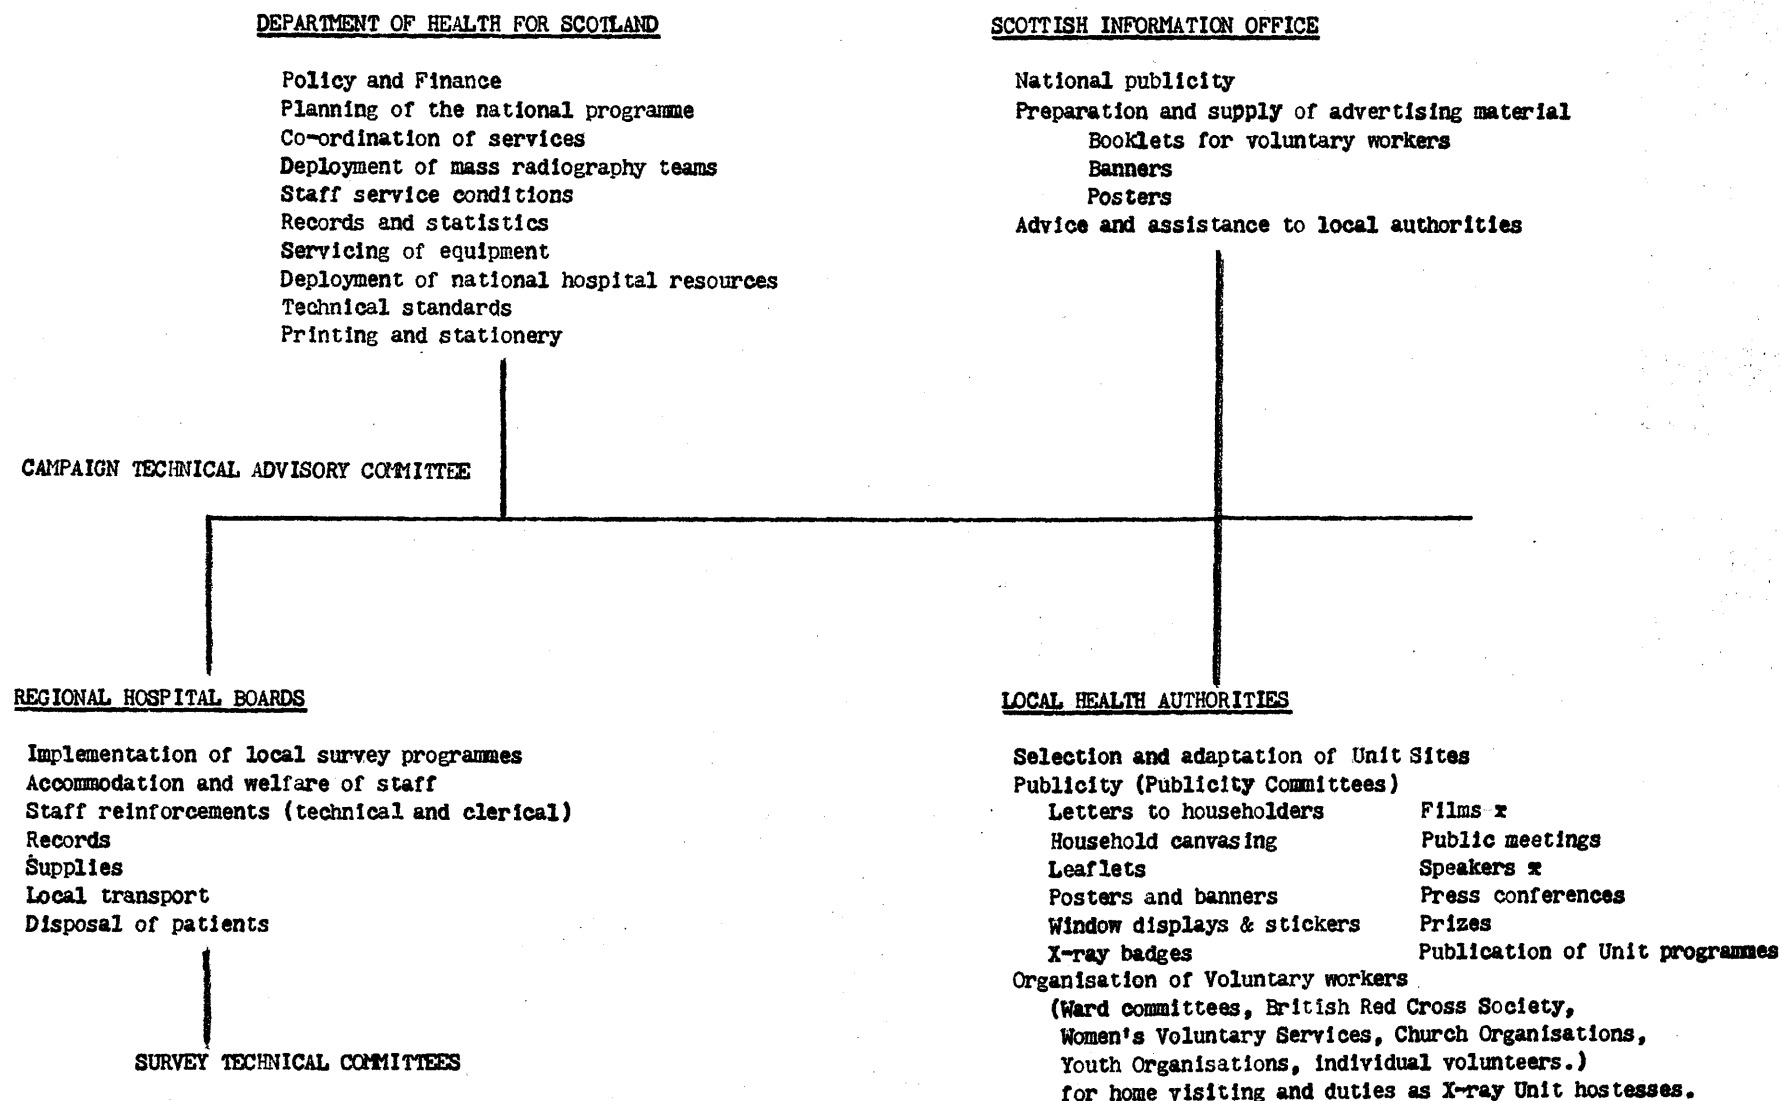 DEPARTMENT OF HEALTH FOR SCOTLAND
Policy and Finance
Planning of the national programme
Co-ordination of services
Deployment of mass radiography teams
Staff service conditions
Records and statistics
Servicing of equipment
Deployment of national hospital resources
Technical standards
Printing and stationery
SCOTTISH INFORMATION OFFICE
National publicity
Preparation and supply of advertising material
Booklets for voluntary workers
Banners
Posters
Advice and assistance to local authorities
CAMPAIGN TECHNICAL ADVISORY COMMITTEE
REGIONAL HOSPITAL BOARDS
Implementation of local survey programmes
Accommodation and welfare of staff
Staff reinforcements (technical and clerical)
Records
Supplies
Local transport
Disposal of patients
SURVEY TECHNICAL COMMITTEES
LOCAL HEALTH AUTHORITIES
Selection and adaptation of Unit Sites
Publicity (Publicity Committees)
Letters to householders
Household canvasing
Leaflets
Posters and banners
Window displays & stickers
X-ray badges
Films x
Public meetings
Speakers x
Press conferences
Prizes
Publication of Unit programmes
Organisation of Voluntary workers
(Ward committees, British Red Cross Society,
Women's Voluntary Services, Church Organisations,
Youth Organisations, individual volunteers.)
for home visiting and duties as X-ray Unit hostesses.